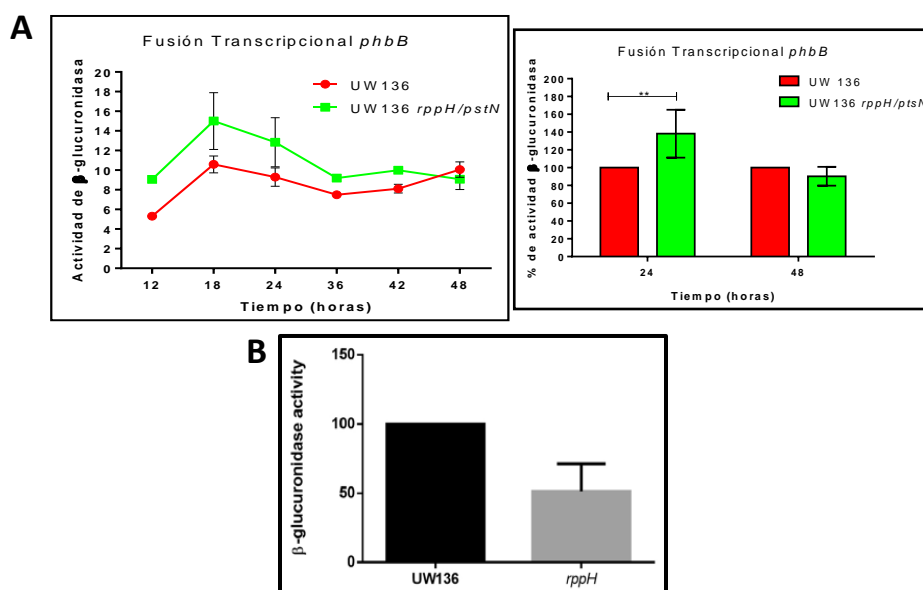 A
Fusión Transcripcional phbB
UW 136
UW136 rppH/pstN
Actividad de β-glucuronidasa
20
18
16
14
12
10
8
6
4
2
0
12 18 24 36 42 48
Tiempo (horas)
Fusión Transcripcional phbB
UW 136
UW136 rppH/ptsN
% de actividad β-glucuronidasa
200
180
160
140
120
100
80
60
40
20
0
**
24 48
Tiempo (horas)
B
β-glucuronidase activity
150
100
50
0
UW136 rppH